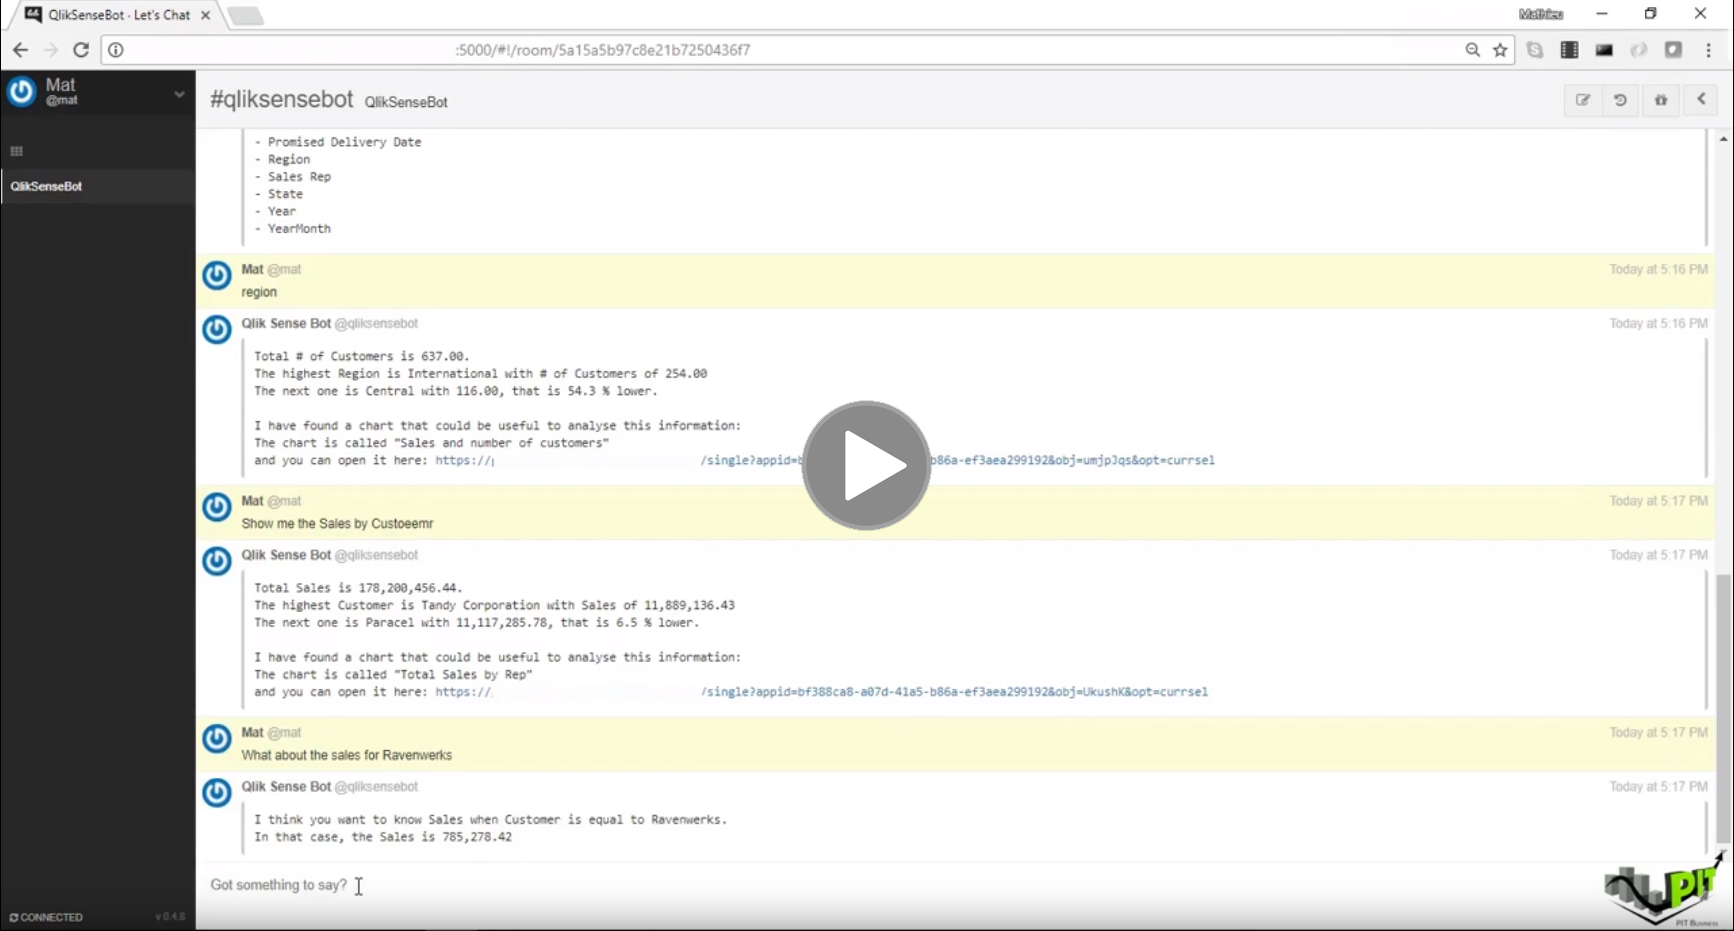 QlikSenseBot - Let's Chat
Mathieu
:5000/#!/room/5a15a5b97c8e21b7250436f7
Mat
@mat
#qliksensebot QlikSenseBot
QlikSenseBot
- Promised Delivery Date
- Region
- Sales Rep
- State
- Year
- YearMonth
Mat @mat Today at 5:16 PM
region
Qlik Sense Bot @qliksensebot Today at 5:16 PM
Total # of Customers is 637.00.
The highest Region is International with # of Customers of 254.00
The next one is Central with 116.00, that is 54.3 % lower.
I have found a chart that could be useful to analyse this information:
The chart is called "Sales and number of customers"
and you can open it here: https:// /single?appid=b b86a-ef3aea299192&obj=umjpJqs&opt=currsel
Mat @mat Today at 5:17 PM
Show me the Sales by Custoeemr
Qlik Sense Bot @qliksensebot Today at 5:17 PM
Total Sales is 178,200,456.44.
The highest Customer is Tandy Corporation with Sales of 11,889,136.43
The next one is Paracel with 11,117,285.78, that is 6.5 % lower.
I have found a chart that could be useful to analyse this information:
The chart is called "Total Sales by Rep"
and you can open it here: https:// /single?appid=bf388ca8-a07d-41a5-b86a-ef3aea299192&obj=UkushK&opt=currsel
Mat @mat Today at 5:17 PM
What about the sales for Ravenwerks
Qlik Sense Bot @qliksensebot Today at 5:17 PM
I think you want to know Sales when Customer is equal to Ravenwerks.
In that case, the Sales is 785,278.42
Got something to say?
CONNECTED v 0.4.8
PIT
PIT Business